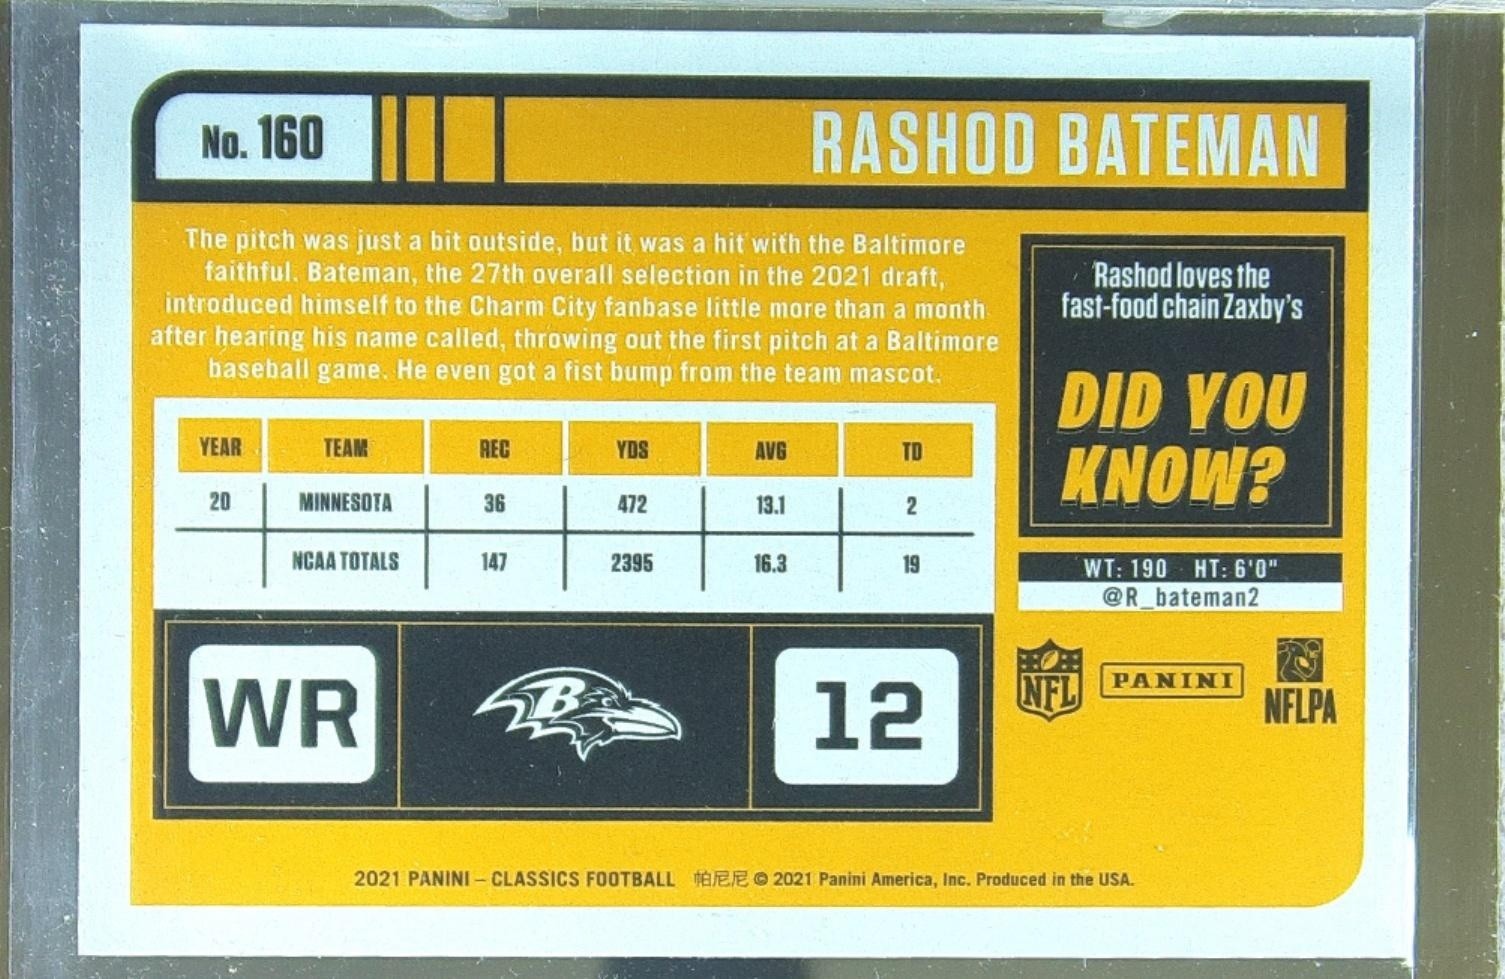 No. 160
RASHOD BATEMAN
The pitch was just a bit outside, but it was a hit with the Baltimore
faithful. Bateman, the 27th overall selection in the 2021 draft,
introduced himself to the Charm City fanbase little more than a month
after hearing his name called, throwing out the first pitch at a Baltimore
baseball game. He even got a fist bump from the team mascot.
Rashod loves the
fast-food chain Zaxby's
DID YOU
KNOW?
YEAR TEAM REC YDS AVG TD
20 MINNESOTA 36 472 13.1 2
NCAA TOTALS 147 2395 16.3 19
WT: 190 HT: 6'0"
@R_bateman2
WR B 12
NFL PANINI NFLPA
2021 PANINI – CLASSICS FOOTBALL 帕尼尼 © 2021 Panini America, Inc. Produced in the USA.